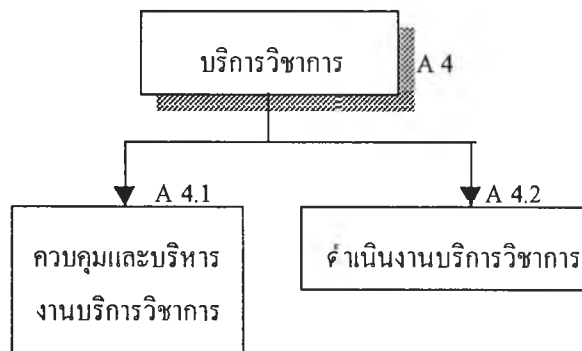 บริการวิชาการ
A 4
A 4.1
A 4.2
ควบคุมและบริหาร
งานบริการวิชาการ
ดำเนินงานบริการวิชาการ